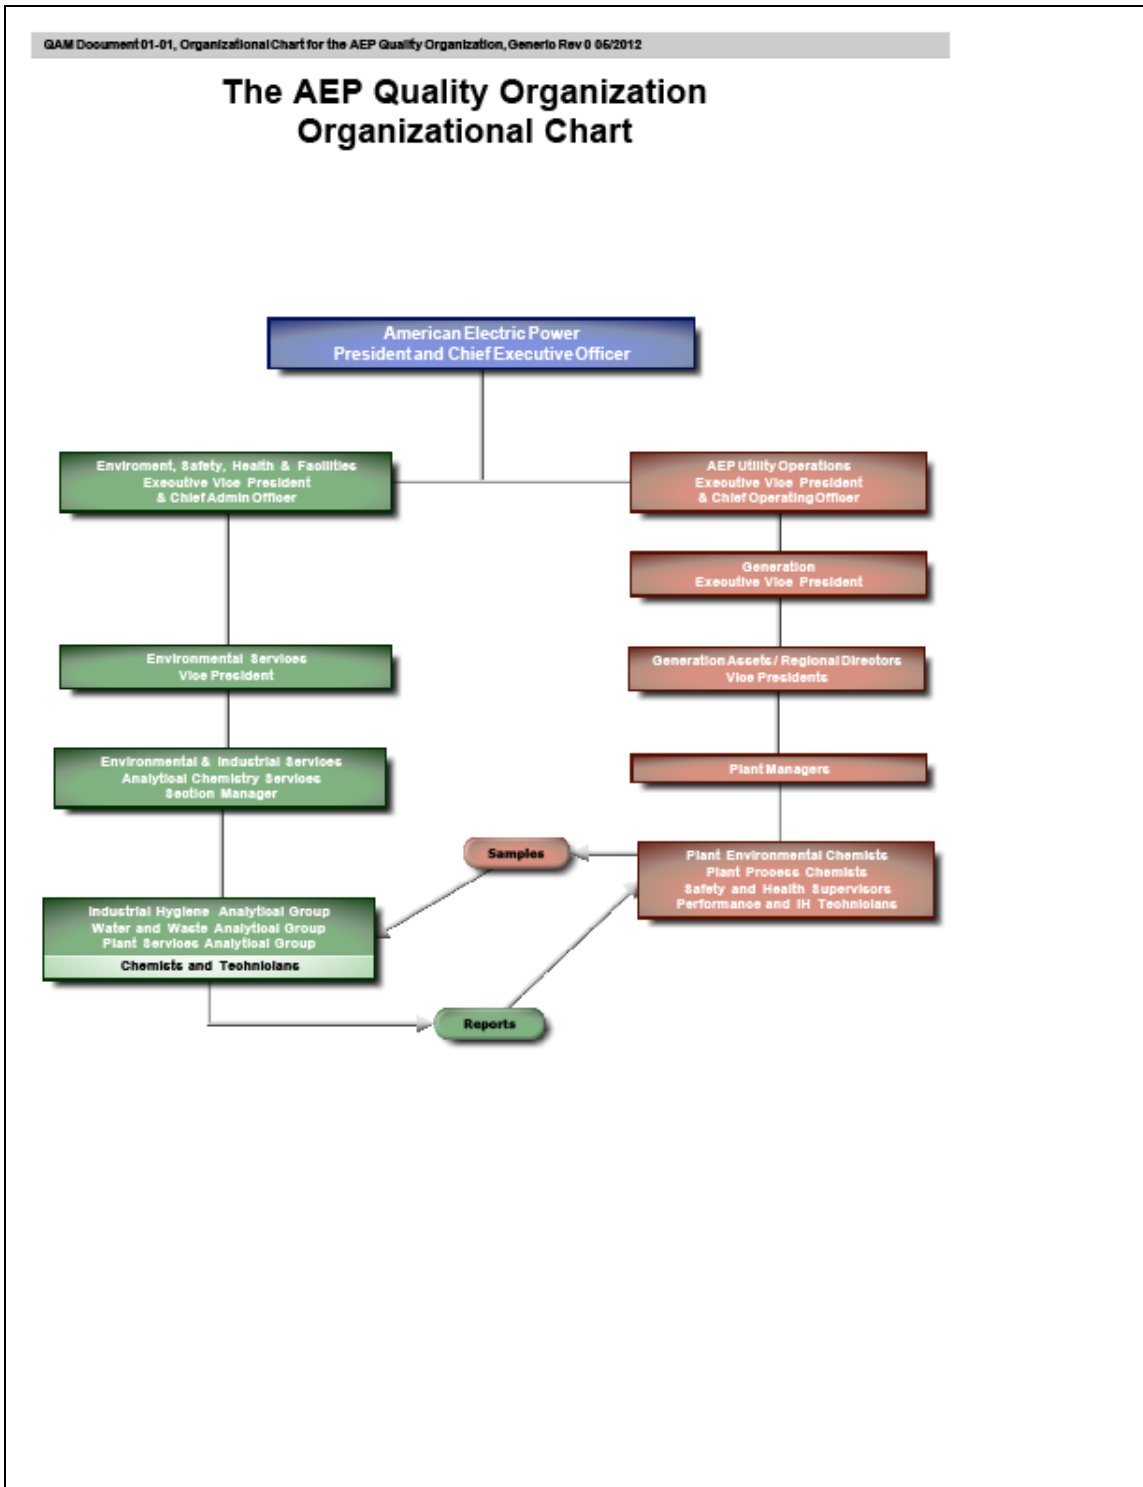 QAM Document 01-01, Organizational Chart for the AEP Quality Organization, Generic Rev 0 05/2012
The AEP Quality Organization
Organizational Chart
American Electric Power
President and Chief Executive Officer
Enviroment, Safety, Health & Facilities
Executive Vice President
& Chief Admin Officer
AEP Utility Operations
Executive Vice President
& Chief Operating Officer
Generation
Executive Vice President
Environmental Services
Vice President
Generation Assets / Regional Directors
Vice Presidents
Environmental & Industrial Services
Analytical Chemistry Services
Section Manager
Plant Managers
Samples
Plant Environmental Chemists
Plant Process Chemists
Safety and Health Supervisors
Performance and IH Technicians
Industrial Hygiene Analytical Group
Water and Waste Analytical Group
Plant Services Analytical Group
Chemists and Technicians
Reports